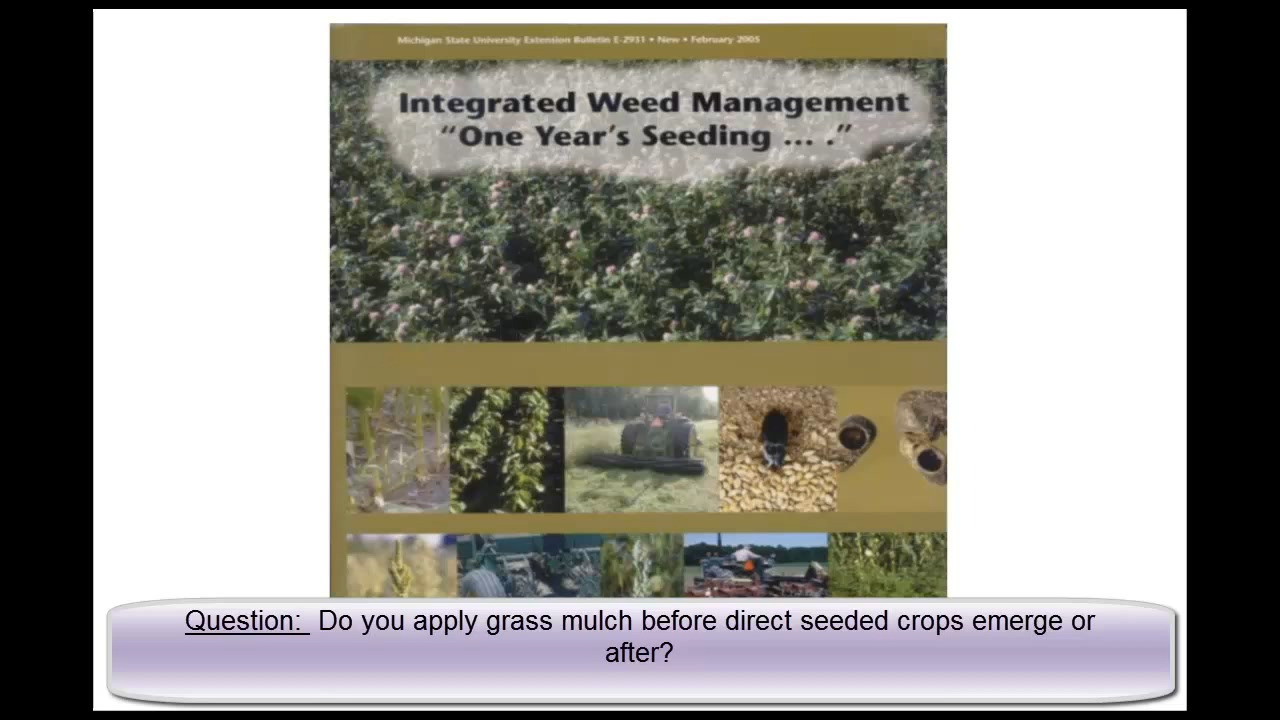 Michigan State University Extension Bulletin E-2931 • New • February 2005
Integrated Weed Management
“One Year’s Seeding ... .”
Question: Do you apply grass mulch before direct seeded crops emerge or
after?